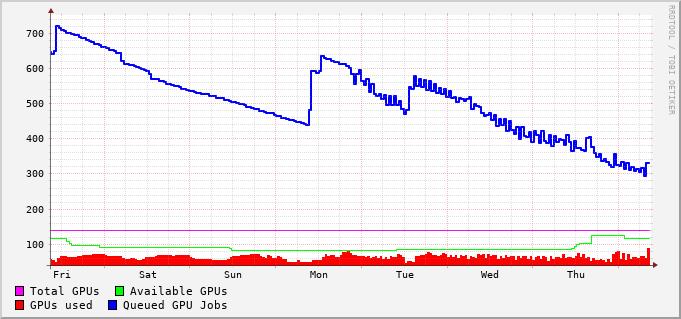 700
600
500
400
300
200
100
Fri Sat Sun Mon Tue Wed Thu
Total GPUs Available GPUs
GPUs used Queued GPU Jobs
RRDTOOL / TOBI OETIKER